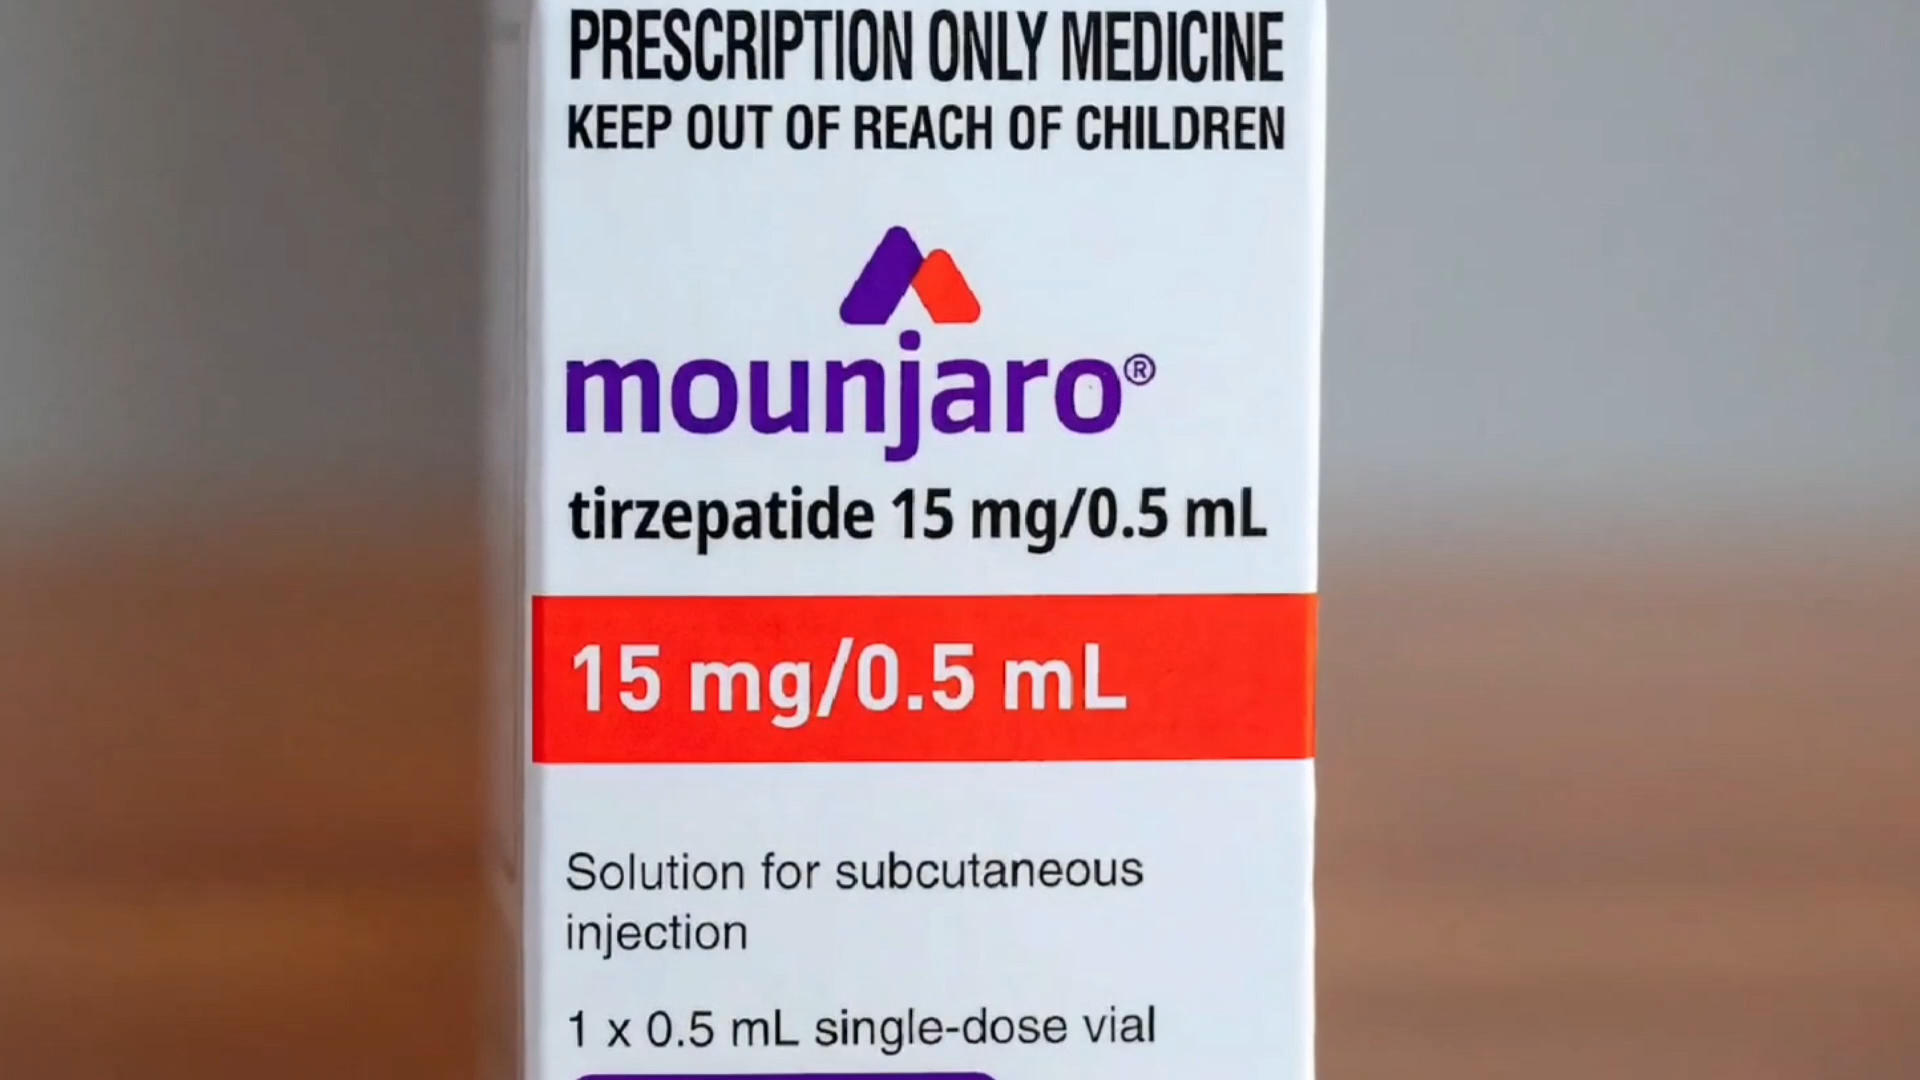 PRESCRIPTION ONLY MEDICINE
KEEP OUT OF REACH OF CHILDREN
mounjaro®
tirzepatide 15 mg/0.5 mL
15 mg/0.5 mL
Solution for subcutaneous
injection
1 x 0.5 mL single-dose vial